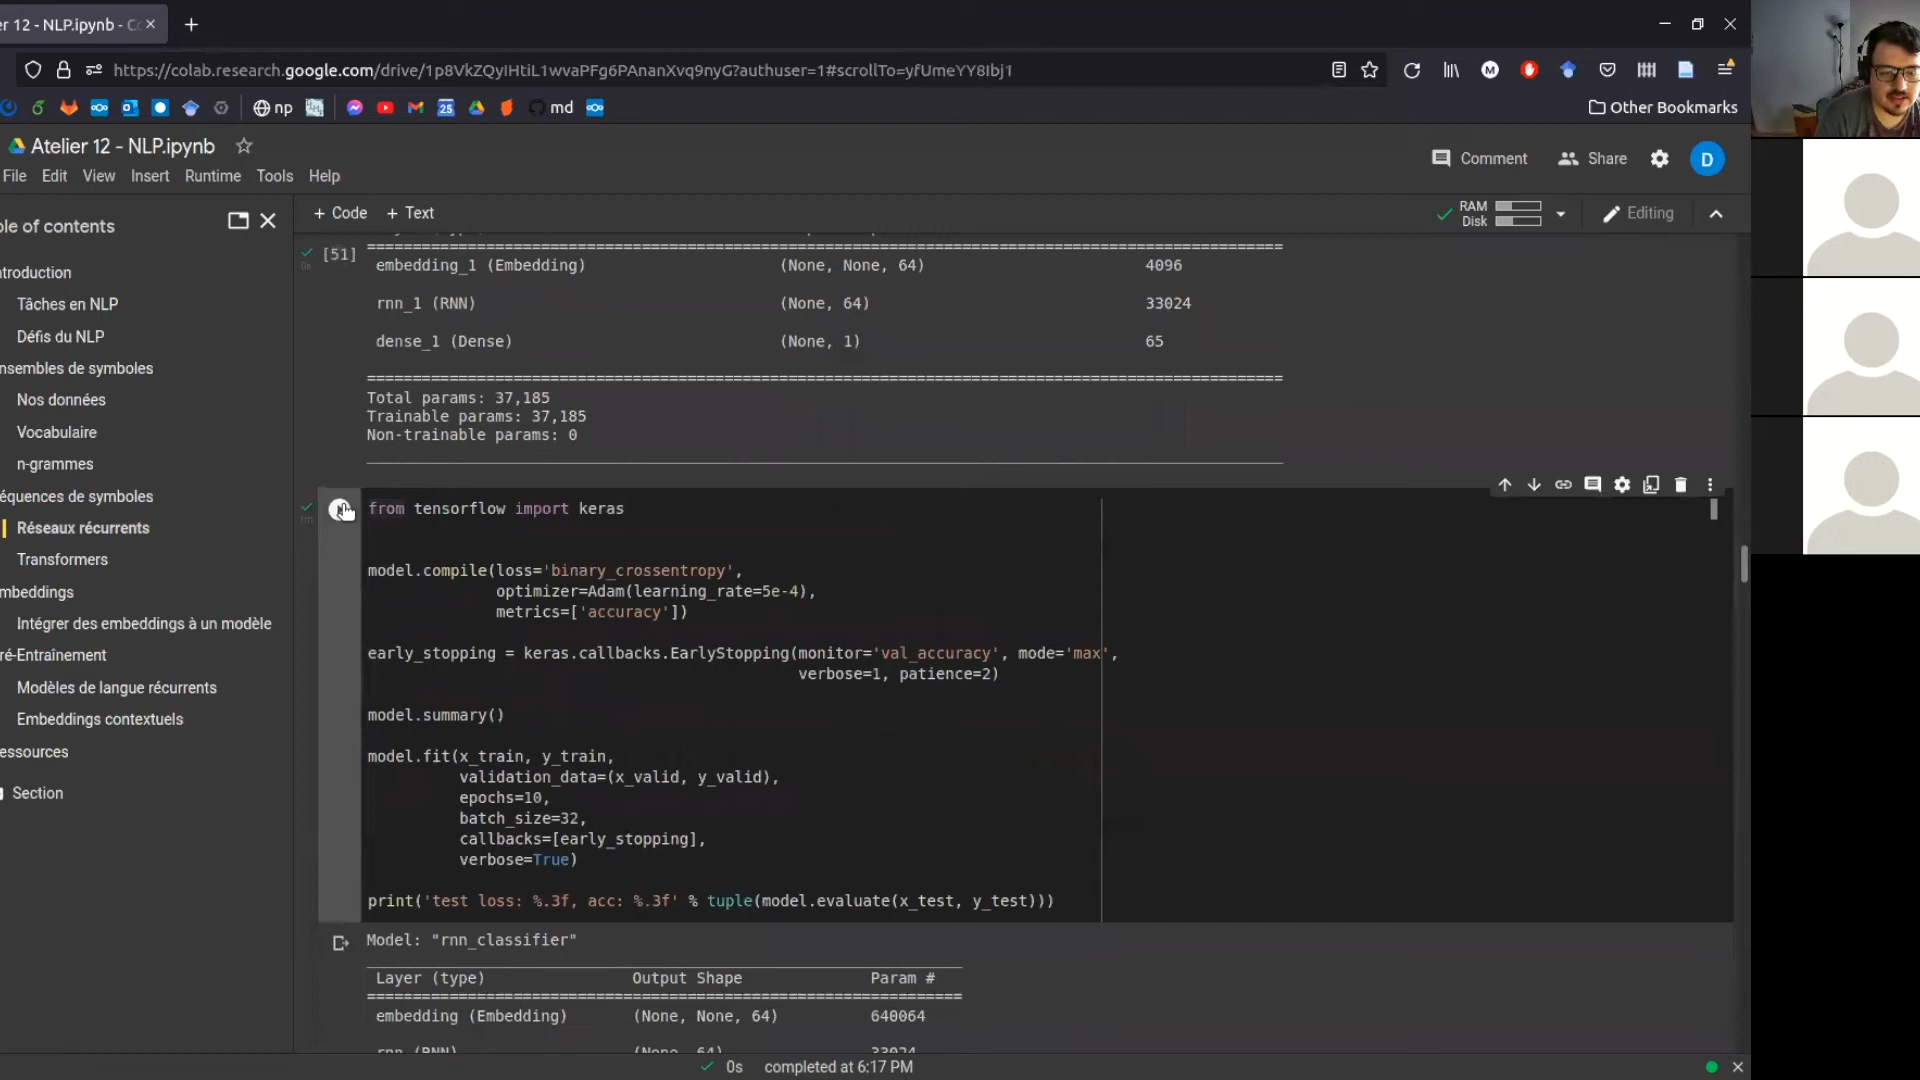 er 12 - NLP.ipynb - Co
https://colab.research.google.com/drive/1p8VkZQyIHtiL1wvaPFg6PAnanXvq9nyG?authuser=1#scrollTo=yfUmeYY8Ibj1
np
25
md
Other Bookmarks
Atelier 12 - NLP.ipynb
Comment
Share
D
File Edit View Insert Runtime Tools Help
ble of contents
+ Code + Text
RAM
Disk
Editing
ntroduction
Tâches en NLP
Défis du NLP
nsembles de symboles
Nos données
Vocabulaire
n-grammes
équences de symboles
Réseaux récurrents
Transformers
mbeddings
Intégrer des embeddings à un modèle
ré-Entraînement
Modèles de langue récurrents
Embeddings contextuels
essources
Section
[51]
==========
embedding_1 (Embedding) (None, None, 64) 4096
rnn_1 (RNN) (None, 64) 33024
dense_1 (Dense) (None, 1) 65
==========
Total params: 37,185
Trainable params: 37,185
Non-trainable params: 0
from tensorflow import keras
model.compile(loss='binary_crossentropy',
optimizer=Adam(learning_rate=5e-4),
metrics=['accuracy'])
early_stopping = keras.callbacks.EarlyStopping(monitor='val_accuracy', mode='max',
verbose=1, patience=2)
model.summary()
model.fit(x_train, y_train,
validation_data=(x_valid, y_valid),
epochs=10,
batch_size=32,
callbacks=[early_stopping],
verbose=True)
print('test loss: %.3f, acc: %.3f' % tuple(model.evaluate(x_test, y_test)))
Model: "rnn_classifier"
Layer (type) Output Shape Param #
==========
embedding (Embedding) (None, None, 64) 640064
rnn (RNN) (None, 64) 33024
0s completed at 6:17 PM